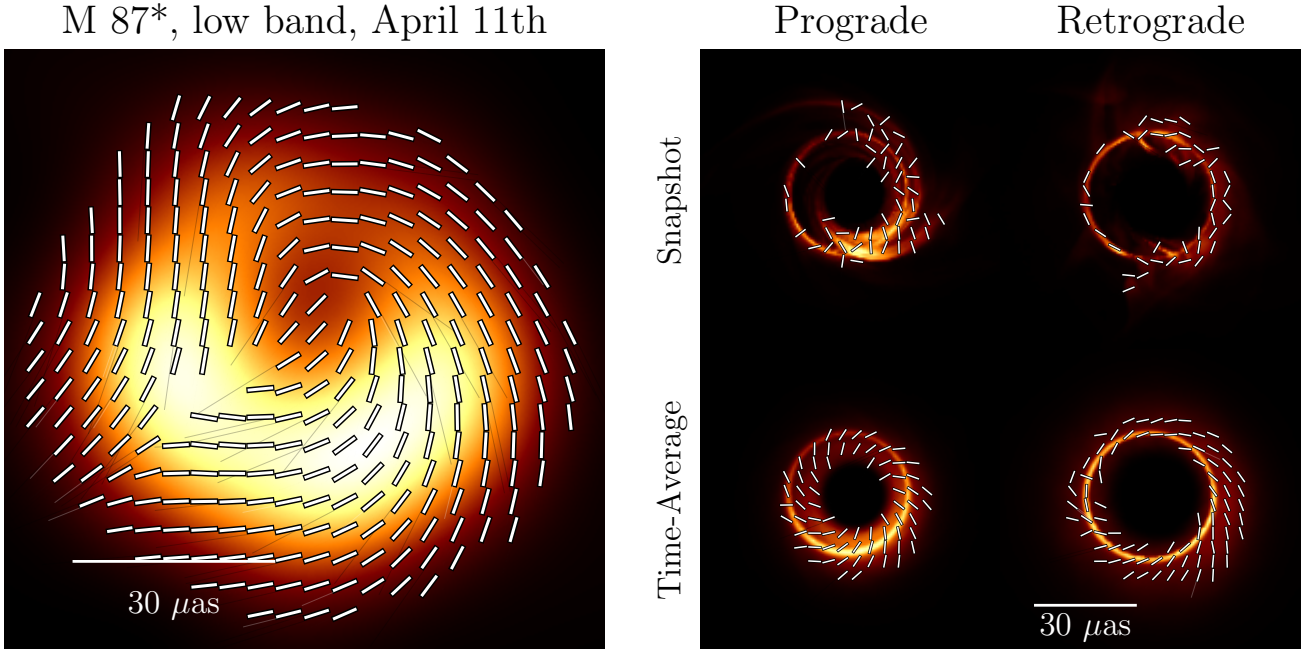 M 87*, low band, April 11th
30 μas
Prograde
Retrograde
Snapshot
Time-Average
30 μas